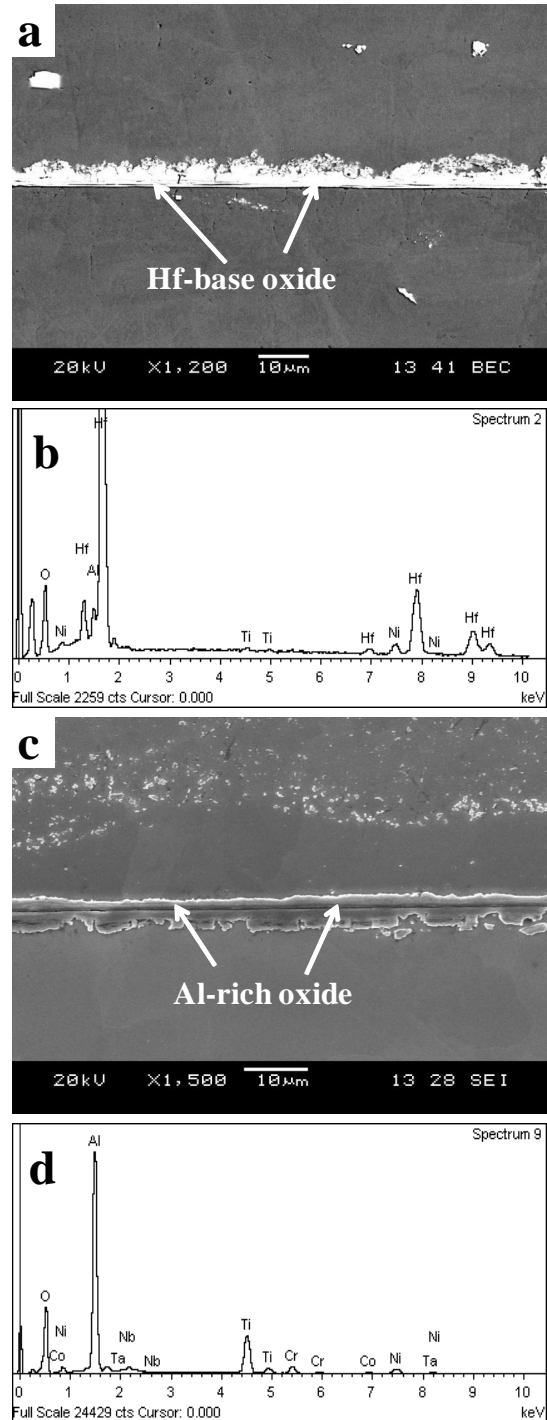 a
Hf-base oxide
20kV X1,200 10µm 13 41 BEC
Spectrum 2
b
Hf
Hf
Al
O
Ni
Ti
Ti
Hf
Ni
Hf
Ni
Hf
Hf
0 1 2 3 4 5 6 7 8 9 10
Full Scale 2259 cts Cursor: 0.000 keV
c
Al-rich oxide
20kV X1,500 10µm 13 28 SEI
Spectrum 9
d
Al
O
Ni
Co
Ta
Nb
Nb
Ti
Ti
Cr
Cr
Co
Ni
Ni
Ta
0 1 2 3 4 5 6 7 8 9 10
Full Scale 24429 cts Cursor: 0.000 keV